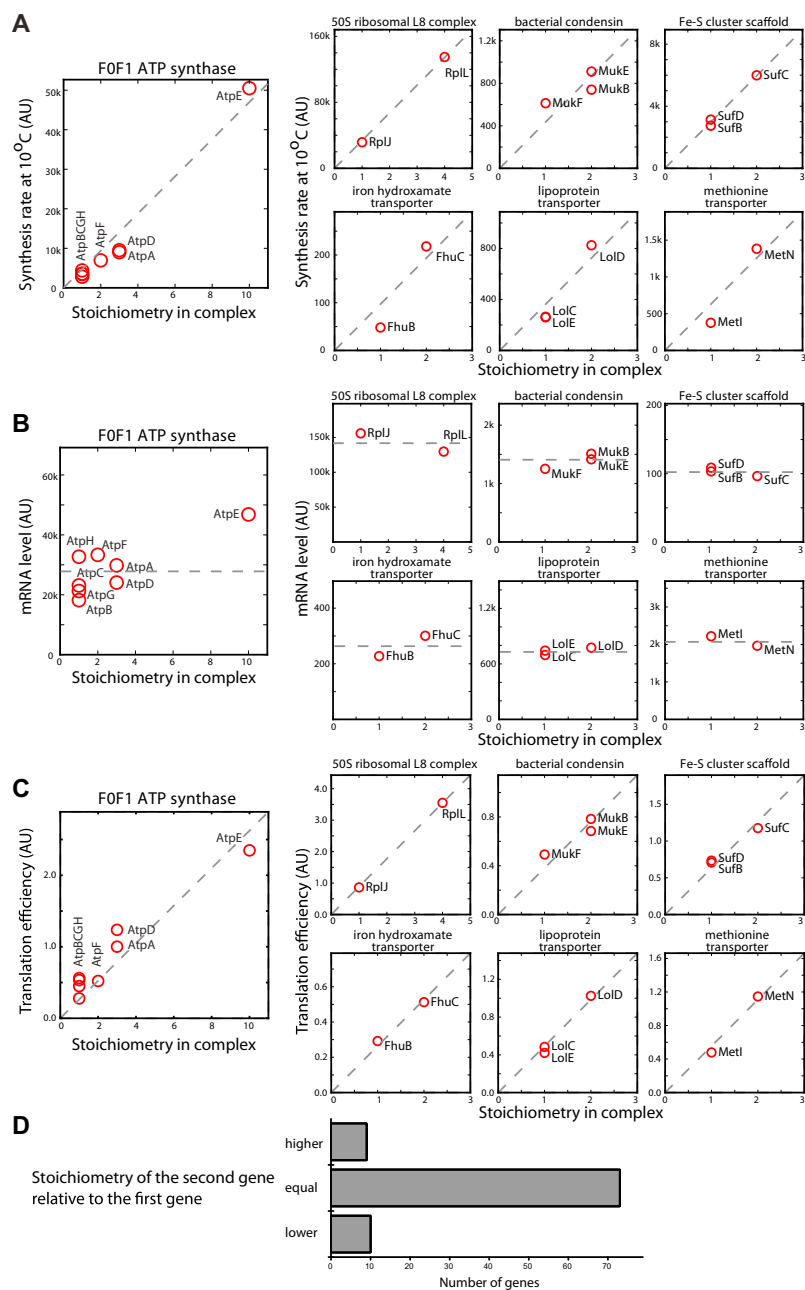 A
F0F1 ATP synthase
Synthesis rate at 10°C (AU)
50k
40k
30k
20k
10k
0
AtpE
AtpBCGH
AtpF
AtpD
AtpA
0 2 4 6 8 10
Stoichiometry in complex
Synthesis rate at 10°C (AU)
50S ribosomal L8 complex
160k
80k
0
RplL
RplJ
0 1 2 3 4 5
bacterial condensin
1.2k
800
400
0
MukE
MukB
MukF
0 1 2 3
Fe-S cluster scaffold
8k
4k
0
SufC
SufD
SufB
0 1 2 3
iron hydroxamate
transporter
200
100
0
FhuC
FhuB
0 1 2 3
lipoprotein
transporter
800
400
0
LolD
LolC
LolE
0 1 2 3
methionine
transporter
1.5k
1k
500
0
MetN
MetI
0 1 2 3
Stoichiometry in complex
B
F0F1 ATP synthase
mRNA level (AU)
60k
40k
20k
0
AtpE
AtpH
AtpF
AtpA
AtpC
AtpD
AtpG
AtpB
0 2 4 6 8 10
Stoichiometry in complex
mRNA level (AU)
50S ribosomal L8 complex
150k
100k
50k
0
RplJ
RplL
0 1 2 3 4 5
bacterial condensin
2k
1k
0
MukB
MukE
MukF
0 1 2 3
Fe-S cluster scaffold
200
100
0
SufD
SufB
SufC
0 1 2 3
iron hydroxamate
transporter
400
200
0
FhuC
FhuB
0 1 2 3
lipoprotein
transporter
1.2k
600
0
LolE
LolC
LolD
0 1 2 3
methionine
transporter
3k
2k
1k
0
MetI
MetN
0 1 2 3
Stoichiometry in complex
C
F0F1 ATP synthase
Translation efficiency (AU)
2.0
1.0
0.0
AtpE
AtpBCGH
AtpF
AtpD
AtpA
0 2 4 6 8 10
Stoichiometry in complex
Translation efficiency (AU)
50S ribosomal L8 complex
4.0
3.0
2.0
1.0
0.0
RplL
RplJ
0 1 2 3 4 5
bacterial condensin
0.8
0.4
0
MukB
MukE
MukF
0 1 2 3
Fe-S cluster scaffold
1.5
1.0
0.5
0.0
SufC
SufD
SufB
0 1 2 3
iron hydroxamate
transporter
0.6
0.4
0.2
0.0
FhuC
FhuB
0 1 2 3
lipoprotein
transporter
1.2
0.8
0.4
0.0
LolD
LolC
LolE
0 1 2 3
methionine
transporter
1.6
1.2
0.8
0.4
0.0
MetN
MetI
0 1 2 3
Stoichiometry in complex
D
Stoichiometry of the second gene
relative to the first gene
higher
equal
lower
0 10 20 30 40 50 60 70
Number of genes